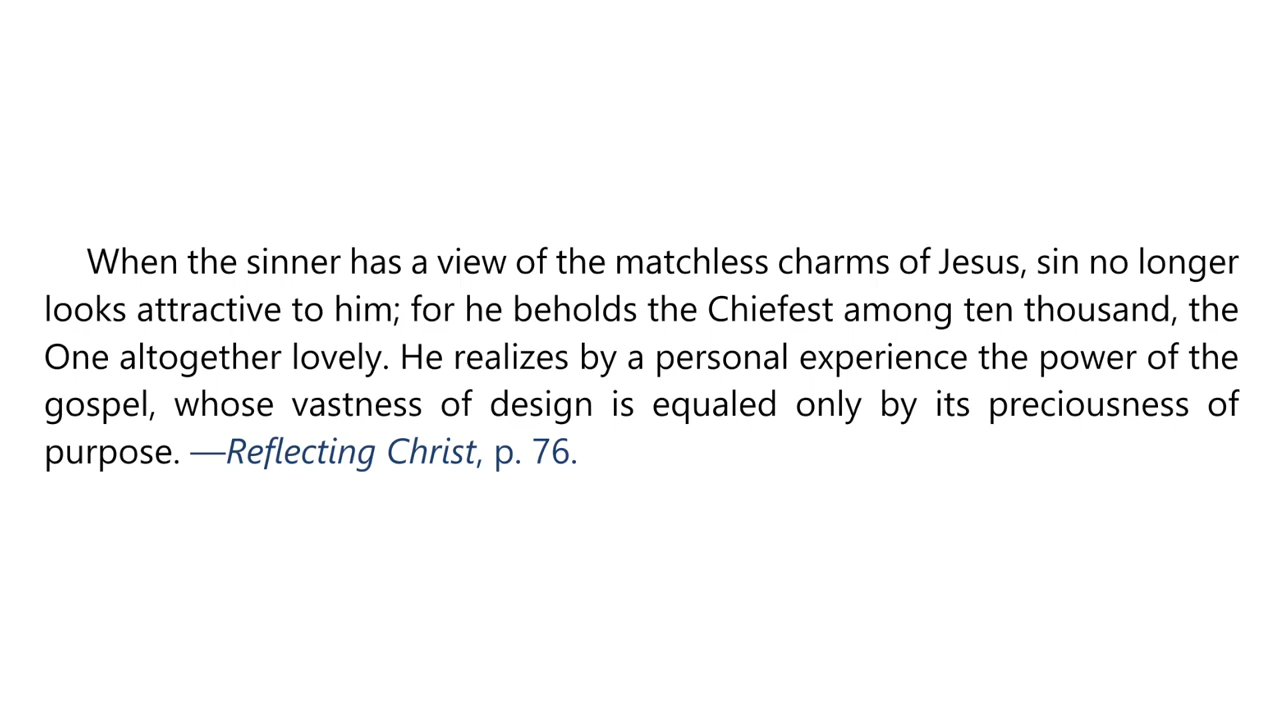 When the sinner has a view of the matchless charms of Jesus, sin no longer
looks attractive to him; for he beholds the Chiefest among ten thousand, the
One altogether lovely. He realizes by a personal experience the power of the
gospel, whose vastness of design is equaled only by its preciousness of
purpose. —Reflecting Christ, p. 76.